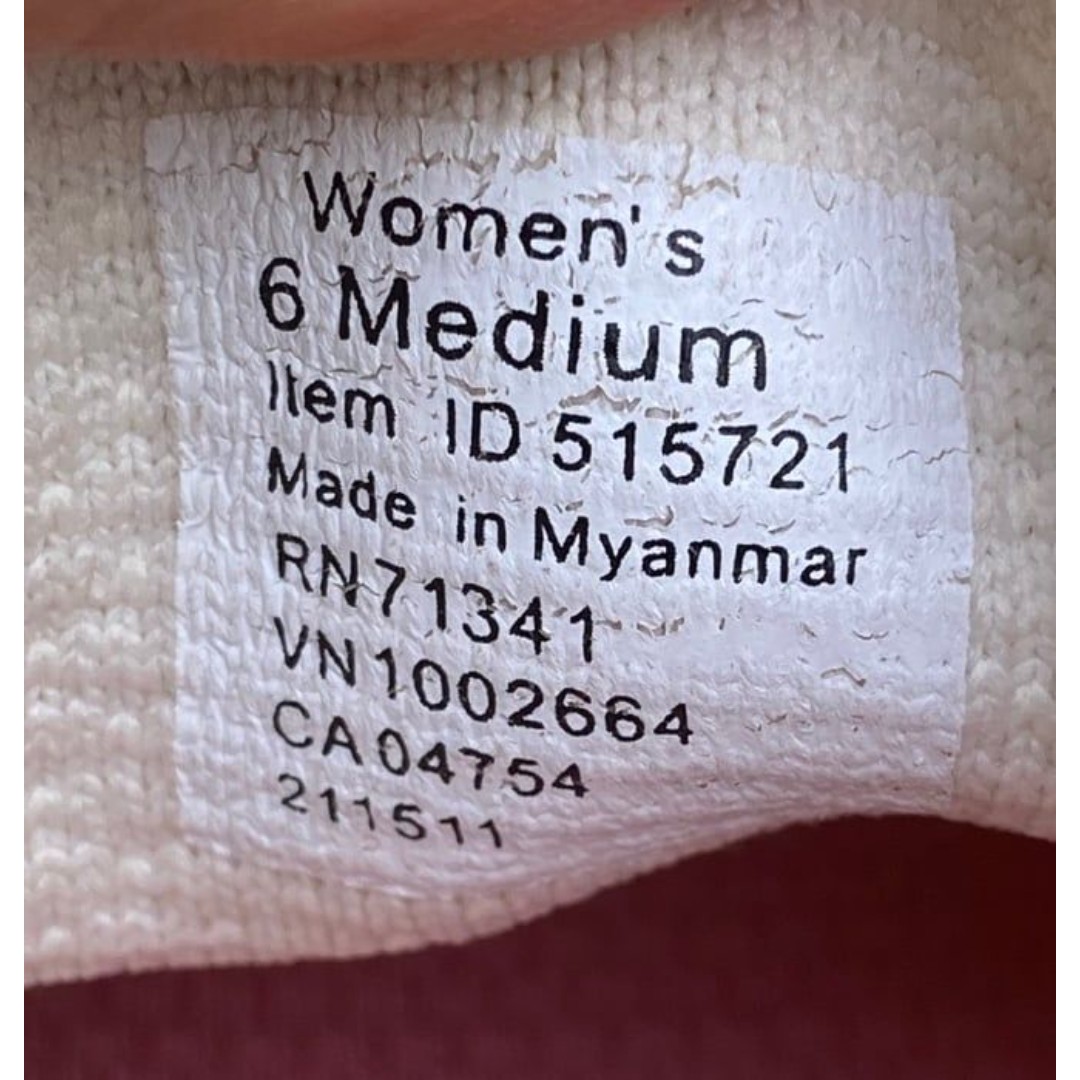 Women's
6 Medium
Item ID 515721
Made in Myanmar
RN71341
VN1002664
CA04754
211511